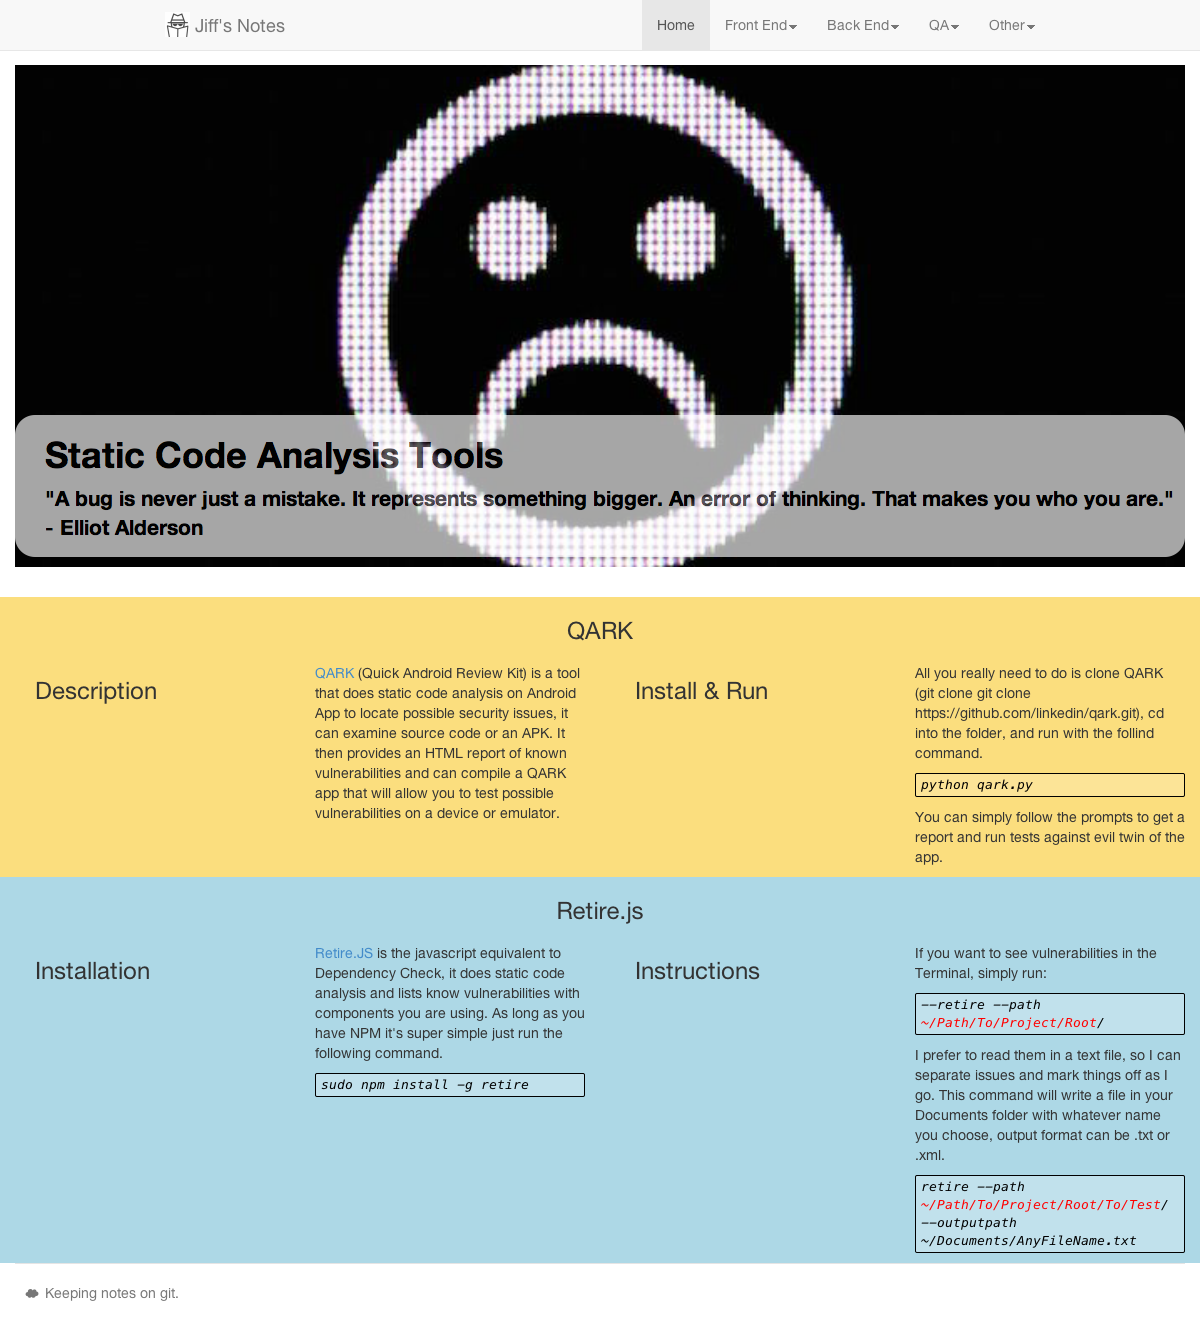 Jiff's Notes
Home
Front End
Back End
QA
Other
Static Code Analysis Tools
"A bug is never just a mistake. It represents something bigger. An error of thinking. That makes you who you are."
- Elliot Alderson
QARK
Description
QARK (Quick Android Review Kit) is a tool
that does static code analysis on Android
App to locate possible security issues, it
can examine source code or an APK. It
then provides an HTML report of known
vulnerabilities and can compile a QARK
app that will allow you to test possible
vulnerabilities on a device or emulator.
Install & Run
All you really need to do is clone QARK
(git clone git clone
https://github.com/linkedin/qark.git), cd
into the folder, and run with the follind
command.
python qark.py
You can simply follow the prompts to get a
report and run tests against evil twin of the
app.
Retire.js
Installation
Retire.JS is the javascript equivalent to
Dependency Check, it does static code
analysis and lists know vulnerabilities with
components you are using. As long as you
have NPM it's super simple just run the
following command.
sudo npm install -g retire
Instructions
If you want to see vulnerabilities in the
Terminal, simply run:
--retire --path
~/Path/To/Project/Root/
I prefer to read them in a text file, so I can
separate issues and mark things off as I
go. This command will write a file in your
Documents folder with whatever name
you choose, output format can be .txt or
.xml.
retire --path
~/Path/To/Project/Root/To/Test/
--outputpath
~/Documents/AnyFileName.txt
Keeping notes on git.